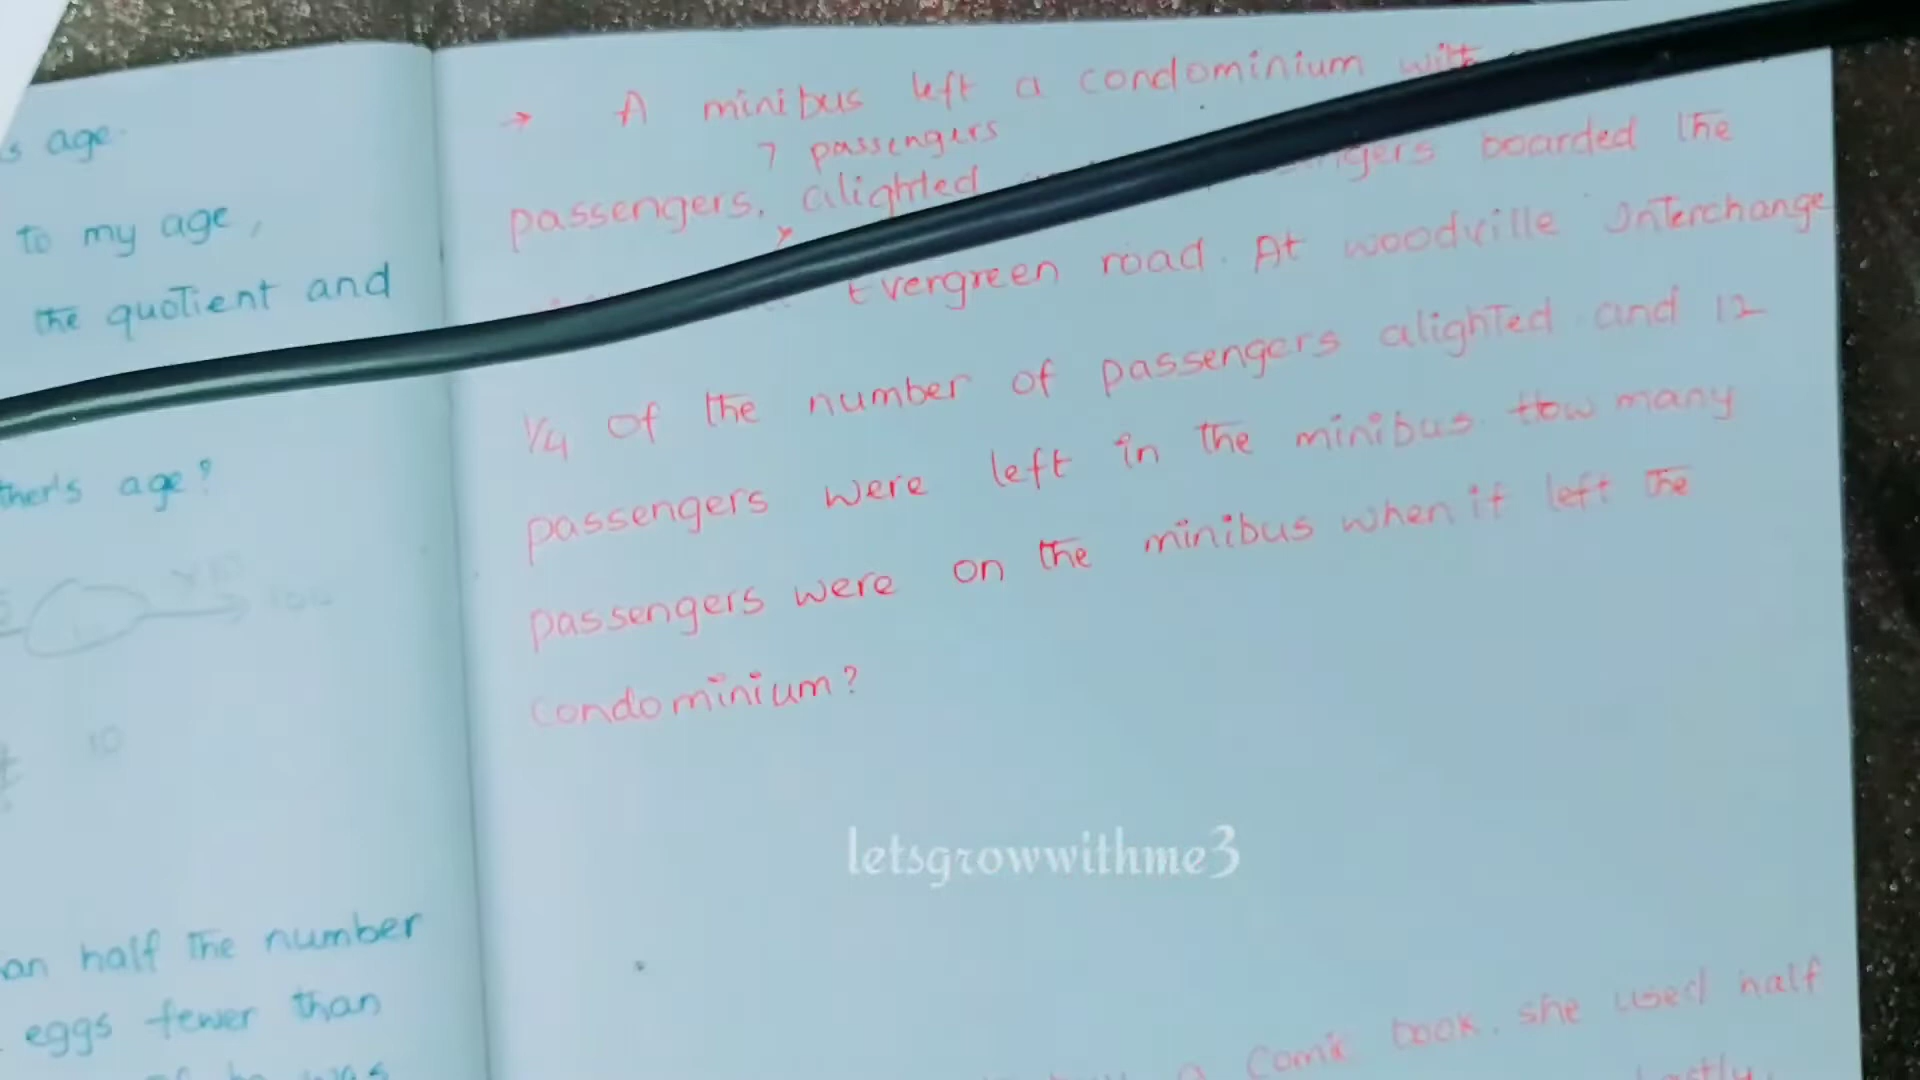 s age.
to my age,
the quotient and
ther's age?
10
an half the number
eggs fewer than
was
→ A minibus left a condominium with
7 passengers
passengers, alighted boarded the
Evergreen road. At woodville Interchange
1/4 of the number of passengers alighted and 12
passengers were left in the minibus. How many
passengers were on the minibus when it left the
condominium?
letsgrowwithme3
a Comic book. she used half